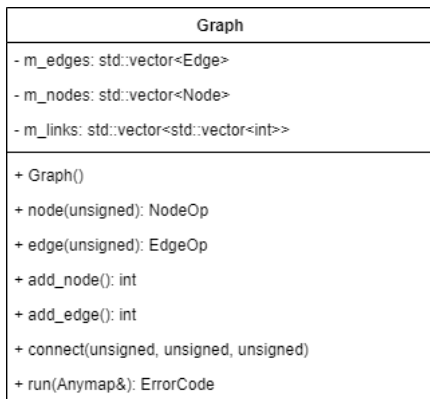 Graph
- m_edges: std::vector<Edge>
- m_nodes: std::vector<Node>
- m_links: std::vector<std::vector<int>>
+ Graph()
+ node(unsigned): NodeOp
+ edge(unsigned): EdgeOp
+ add_node(): int
+ add_edge(): int
+ connect(unsigned, unsigned, unsigned)
+ run(Anymap&): ErrorCode